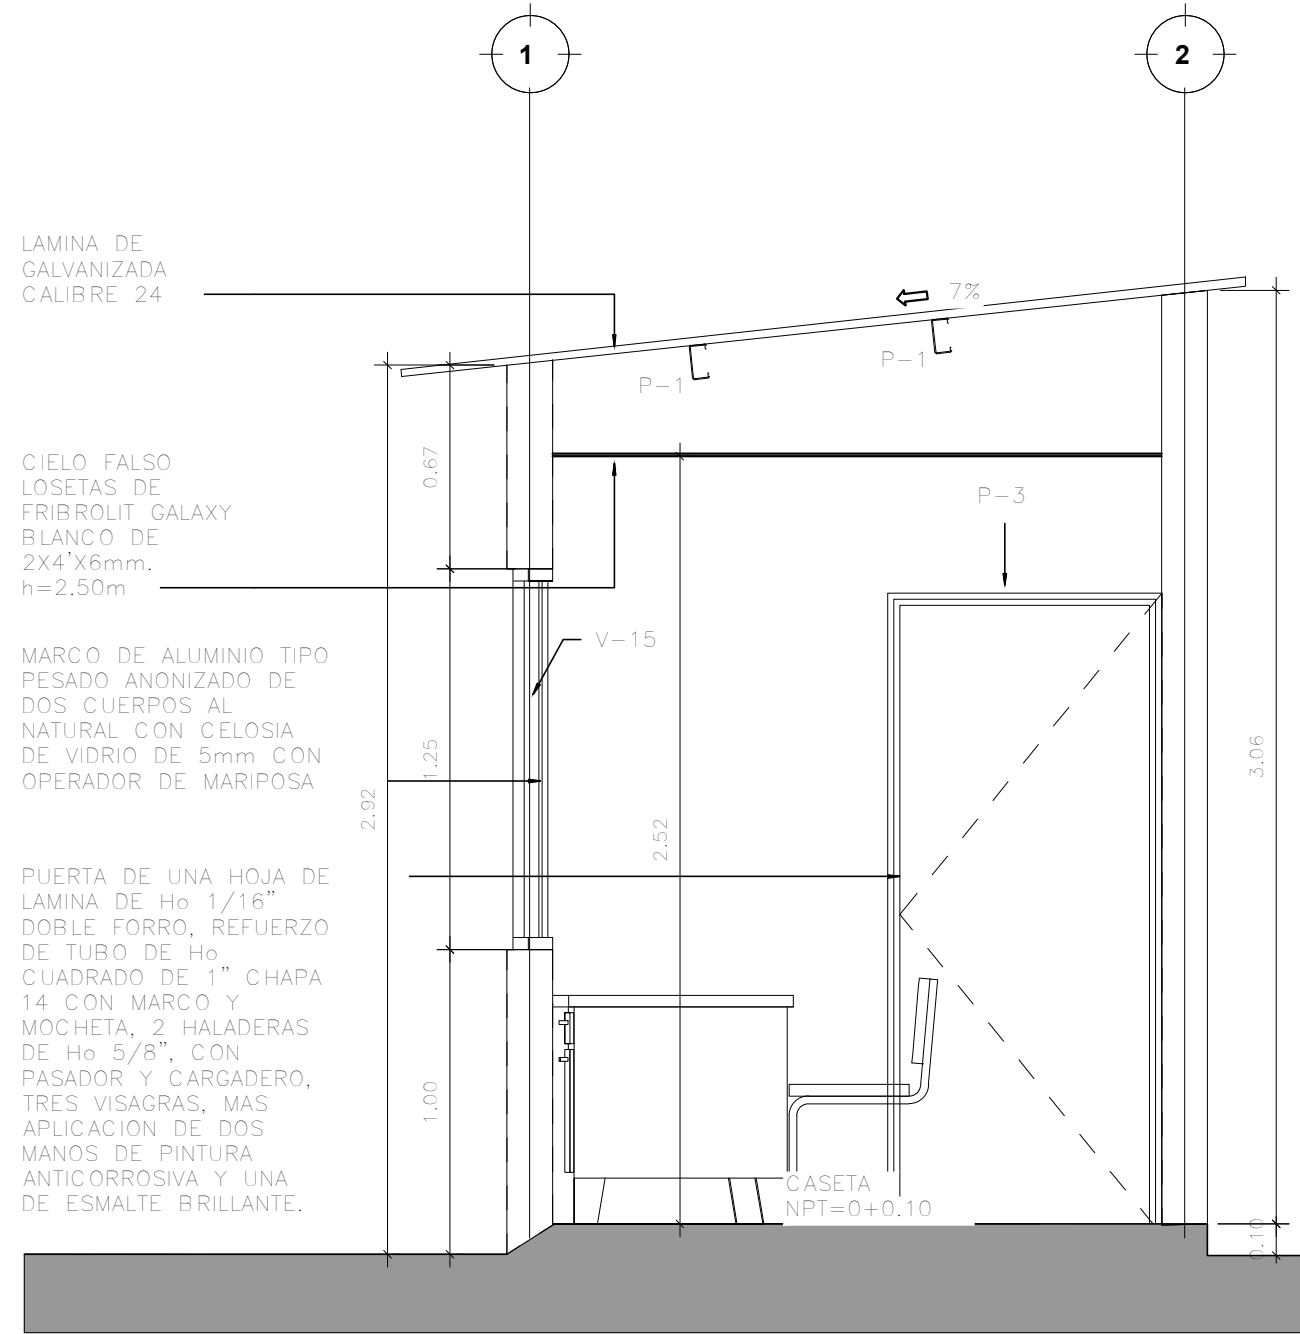 1
2
LAMINA DE
GALVANIZADA
CALIBRE 24
7%
P-1
P-1
CIELO FALSO
LOSETAS DE
FRIBROLIT GALAXY
BLANCO DE
2X4'X6mm.
h=2.50m
0.67
P-3
MARCO DE ALUMINIO TIPO
PESADO ANONIZADO DE
DOS CUERPOS AL
NATURAL CON CELOSIA
DE VIDRIO DE 5mm CON
OPERADOR DE MARIPOSA
V-15
1.25
2.92
2.52
3.06
PUERTA DE UNA HOJA DE
LAMINA DE Ho 1/16"
DOBLE FORRO, REFUERZO
DE TUBO DE Ho
CUADRADO DE 1" CHAPA
14 CON MARCO Y
MOCHETA, 2 HALADERAS
DE Ho 5/8", CON
PASADOR Y CARGADERO,
TRES VISAGRAS, MAS
APLICACION DE DOS
MANOS DE PINTURA
ANTICORROSIVA Y UNA
DE ESMALTE BRILLANTE.
1.00
CASETA
NPT=0+0.10
0.10